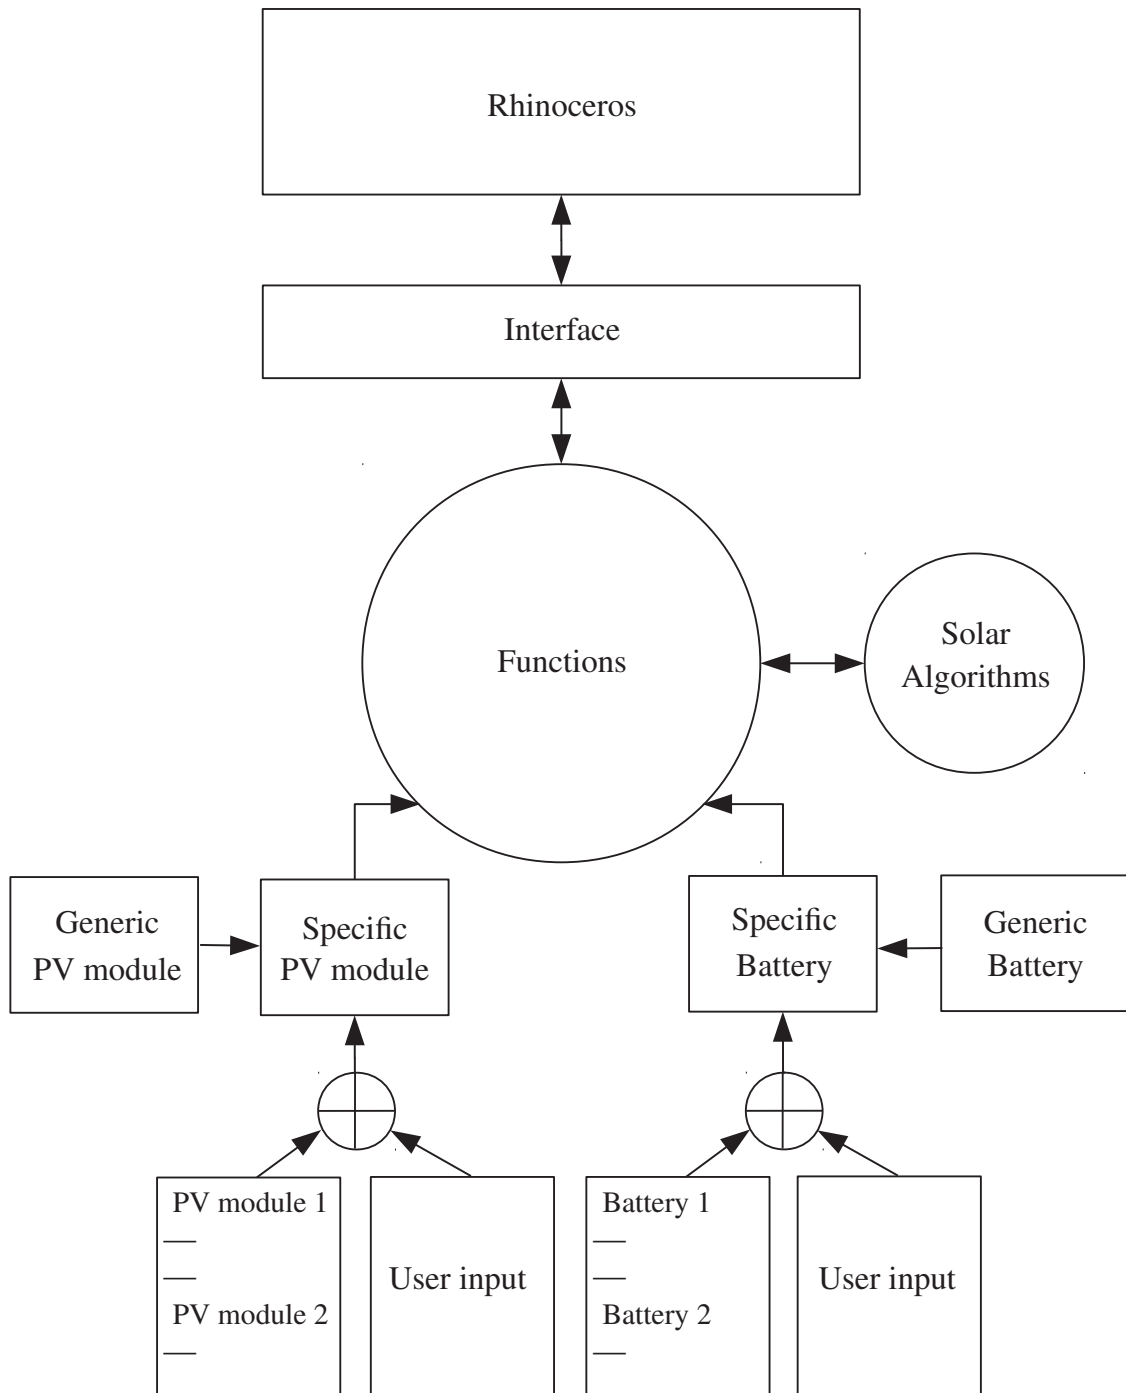 Rhinoceros
Interface
Functions
Solar
Algorithms
Generic
PV module
Specific
PV module
Specific
Battery
Generic
Battery
PV module 1
PV module 2
User input
Battery 1
Battery 2
User input